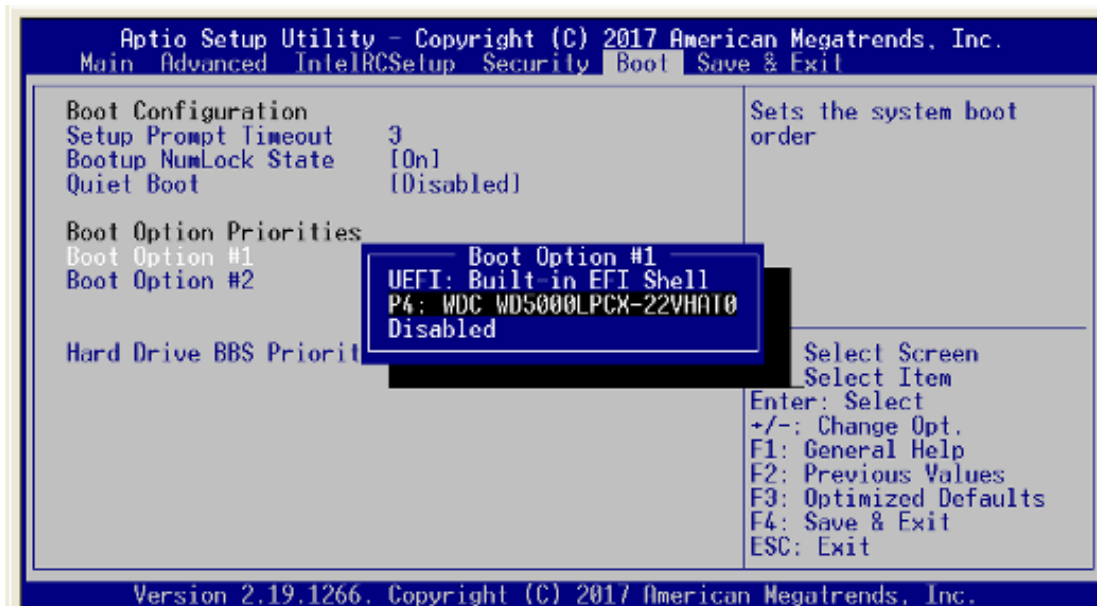 Aptio Setup Utility - Copyright (C) 2017 American Megatrends, Inc.
Main Advanced IntelRCSetup Security Boot Save & Exit
Boot Configuration
Setup Prompt Timeout 3
Bootup NumLock State [On]
Quiet Boot [Disabled]
Boot Option Priorities
Boot Option #1
Boot Option #2
Hard Drive BBS Priorit
Boot Option #1
UEFI: Built-in EFI Shell
P4: WDC WD5000LPCX-22VHAT0
Disabled
Sets the system boot
order
Select Screen
Select Item
Enter: Select
+/-: Change Opt.
F1: General Help
F2: Previous Values
F3: Optimized Defaults
F4: Save & Exit
ESC: Exit
Version 2.19.1266. Copyright (C) 2017 American Megatrends, Inc.